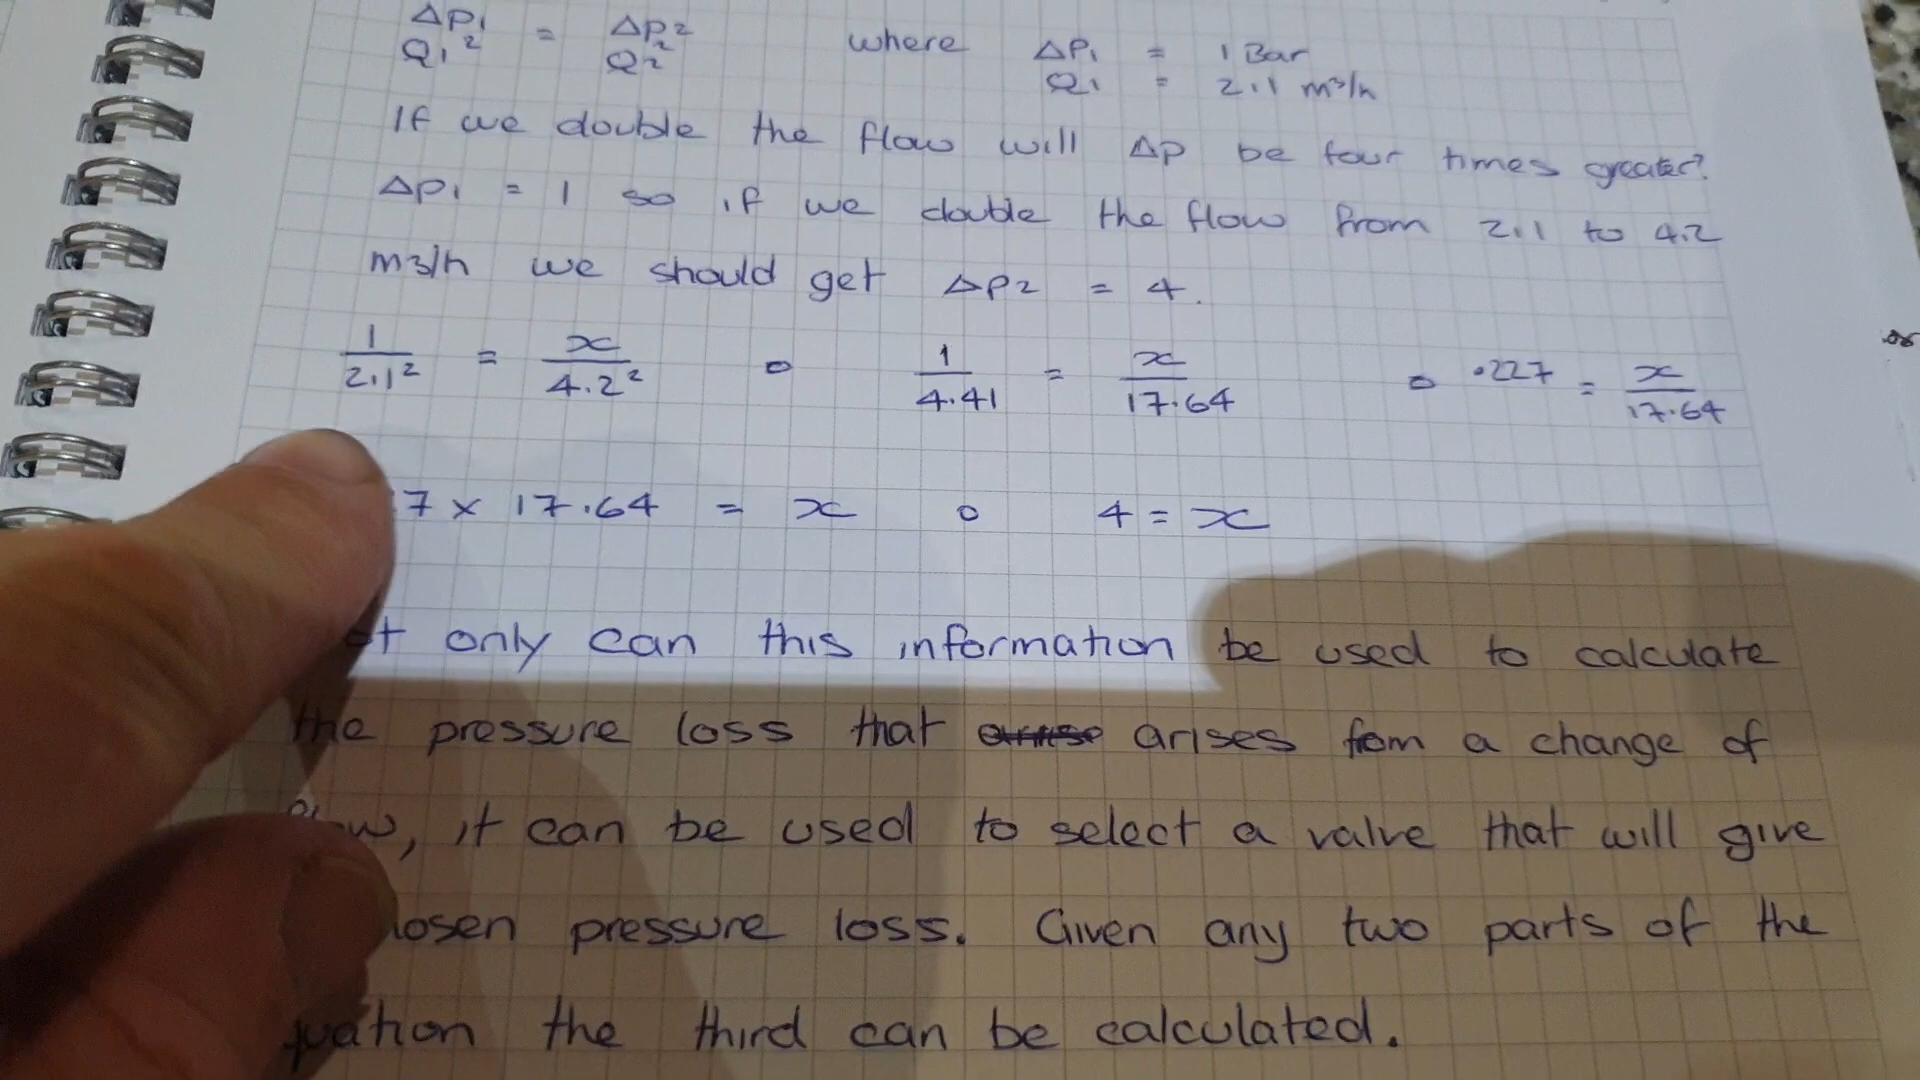 ΔP1 = ΔP2 where ΔP1 = 1 Bar
Q1² Q2² Q1 = 2.1 m3/h
If we double the flow will ΔP be four times greater?
ΔP1 = 1 so if we double the flow from 2.1 to 4.2
m3/h we should get ΔP2 = 4.
1/2.1² = x/4.2² o 1/4.41 = x/17.64 o .227 = x/17.64
7 x 17.64 = x o 4 = x
only can this information be used to calculate
the pressure loss that arises from a change of
it can be used to select a valve that will give
pressure loss. Given any two parts of the
the third can be calculated.